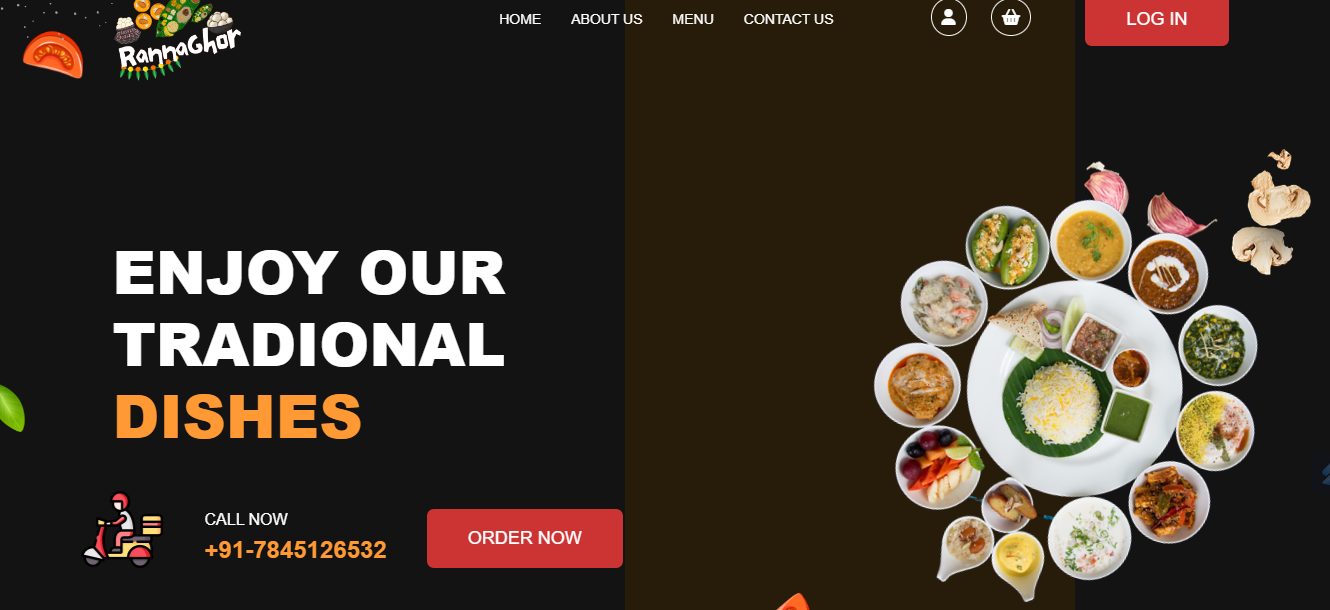 RannaGhor
HOME ABOUT US MENU CONTACT US
LOG IN
ENJOY OUR
TRADIONAL
DISHES
CALL NOW
+91-7845126532
ORDER NOW